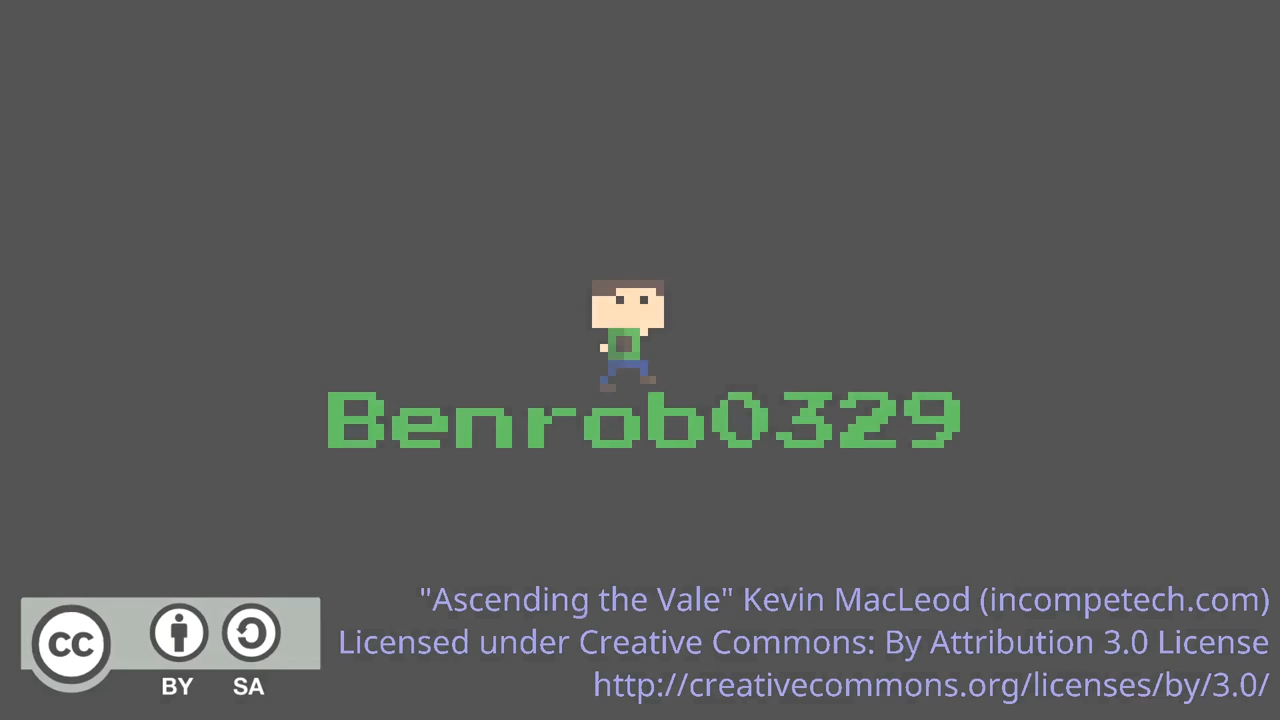 Benrob0329
"Ascending the Vale" Kevin MacLeod (incompetech.com)
Licensed under Creative Commons: By Attribution 3.0 License
http://creativecommons.org/licenses/by/3.0/
CC
BY SA